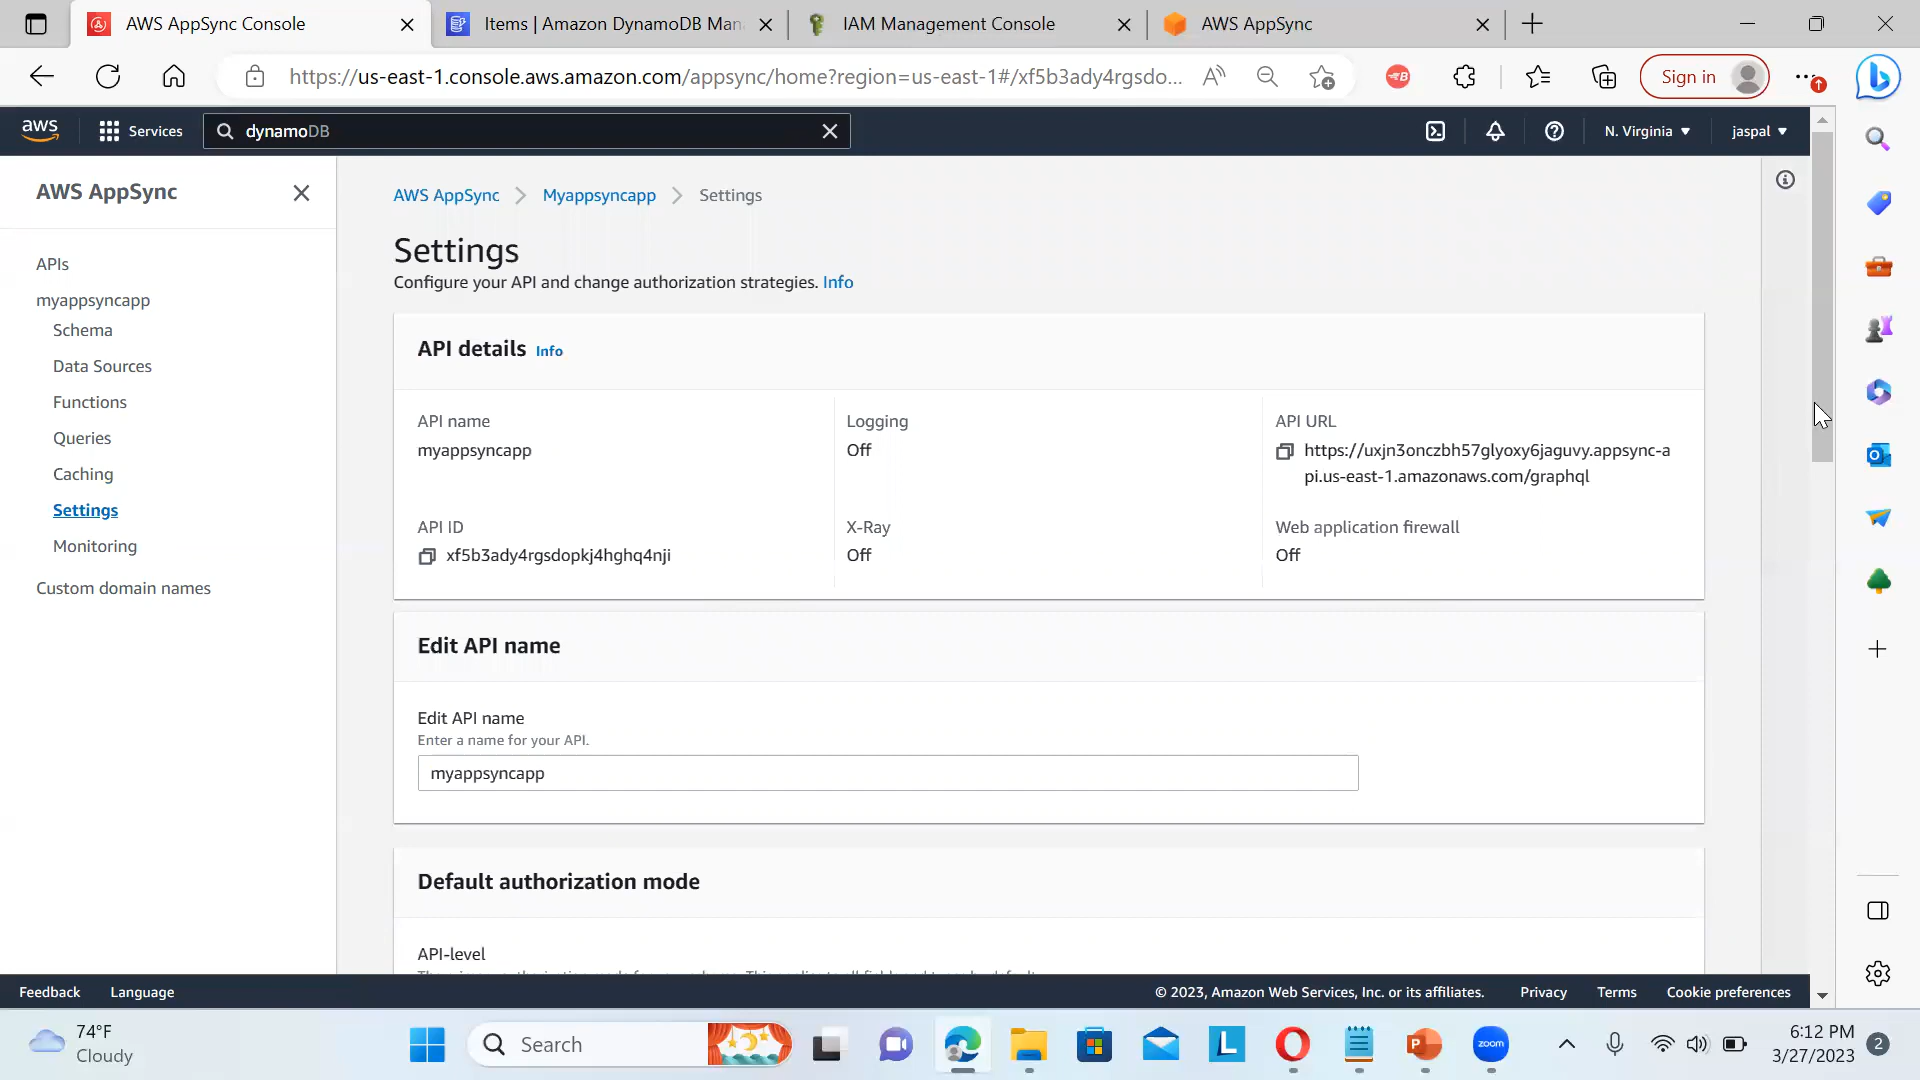 AWS AppSync Console
Items | Amazon DynamoDB Man
IAM Management Console
AWS AppSync
https://us-east-1.console.aws.amazon.com/appsync/home?region=us-east-1#/xf5b3ady4rgsdo...
Sign in
aws
Services
dynamoDB
N. Virginia
jaspal
AWS AppSync
APIs
myappsyncapp
Schema
Data Sources
Functions
Queries
Caching
Settings
Monitoring
Custom domain names
AWS AppSync
Myappsyncapp
Settings
Settings
Configure your API and change authorization strategies. Info
API details Info
API name
myappsyncapp
Logging
Off
API URL
https://uxjn3onczbh57glyoxy6jaguvy.appsync-a
pi.us-east-1.amazonaws.com/graphql
API ID
xf5b3ady4rgsdopkj4hghq4nji
X-Ray
Off
Web application firewall
Off
Edit API name
Edit API name
Enter a name for your API.
myappsyncapp
Default authorization mode
API-level
Feedback
Language
© 2023, Amazon Web Services, Inc. or its affiliates.
Privacy
Terms
Cookie preferences
74°F
Cloudy
Search
zoom
6:12 PM
3/27/2023
2